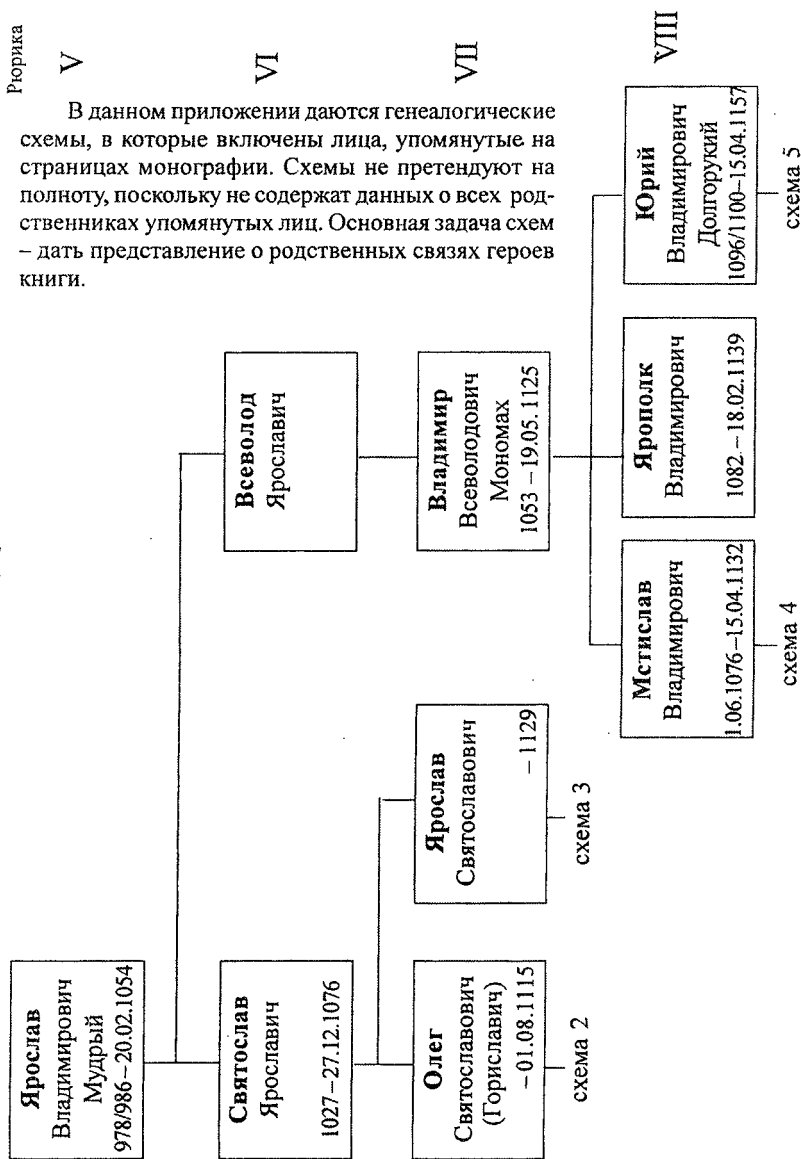 Рюрика
V
VI
VII
VIII
В данном приложении даются генеалогические
схемы, в которые включены лица, упомянутые на
страницах монографии. Схемы не претендуют на
полноту, поскольку не содержат данных о всех род-
ственниках упомянутых лиц. Основная задача схем
– дать представление о родственных связях героев
книги.
Ярослав
Владимирович
Мудрый
978/986–20.02.1054
Святослав
Ярославич
1027–27.12.1076
Всеволод
Ярославич
Олег
Святославович
(Гориславич)
– 01.08.1115
схема 2
Ярослав
Святославович
– 1129
схема 3
Владимир
Всеволодович
Мономах
1053 – 19.05.1125
Мстислав
Владимирович
1.06.1076–15.04.1132
схема 4
Ярополк
Владимирович
1082 – 18.02.1139
Юрий
Владимирович
Долгорукий
1096/1100–15.04.1157
схема 5